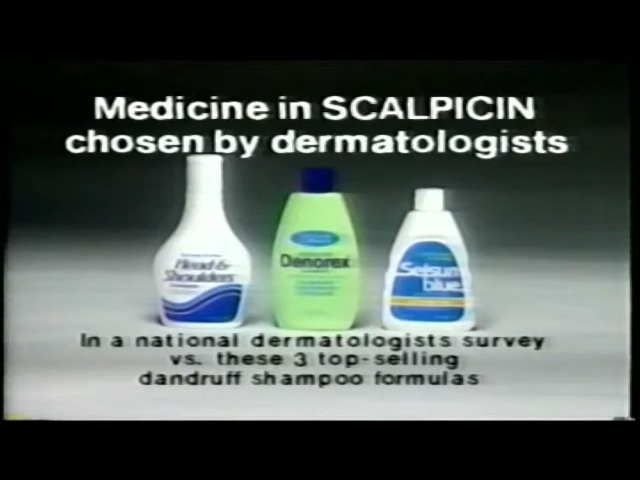 Medicine in SCALPICIN
chosen by dermatologists
Head &
Shoulders
Denorex
Selsun
blue
In a national dermatologists survey
vs. these 3 top-selling
dandruff shampoo formulas